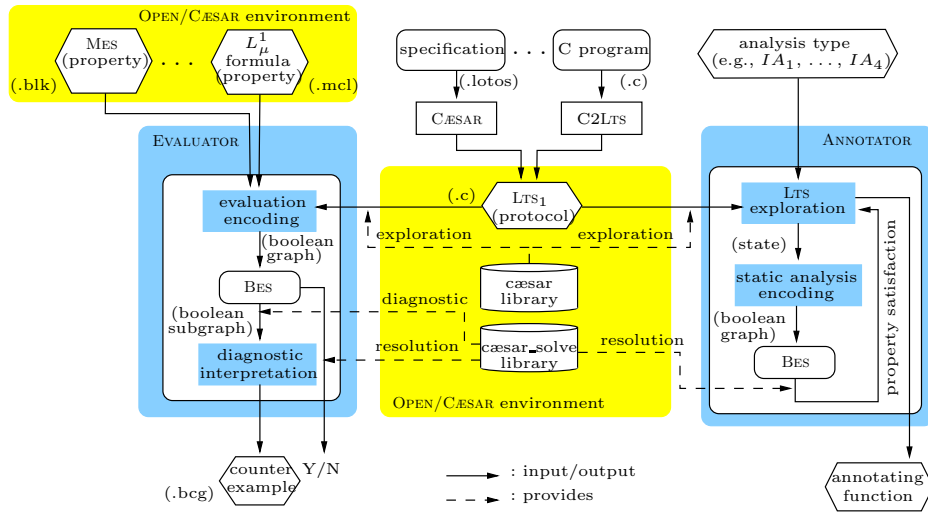 OPEN/CÆSAR environment
MES
(property)
. . .
L¹μ
formula
(property)
(.blk)
(.mcl)
specification
. . .
C program
(.lotos)
(.c)
CÆSAR
C2LTS
analysis type
(e.g., IA₁, . . . , IA₄)
EVALUATOR
evaluation
encoding
(boolean
graph)
BES
(boolean
subgraph)
diagnostic
interpretation
counter
example
(.bcg)
Y/N
(.c)
LTS₁
(protocol)
exploration
exploration
cæsar
library
diagnostic
resolution
cæsar_solve
library
resolution
OPEN/CÆSAR environment
ANNOTATOR
LTS
exploration
(state)
static analysis
encoding
(boolean
graph)
BES
property satisfaction
annotating
function
: input/output
: provides